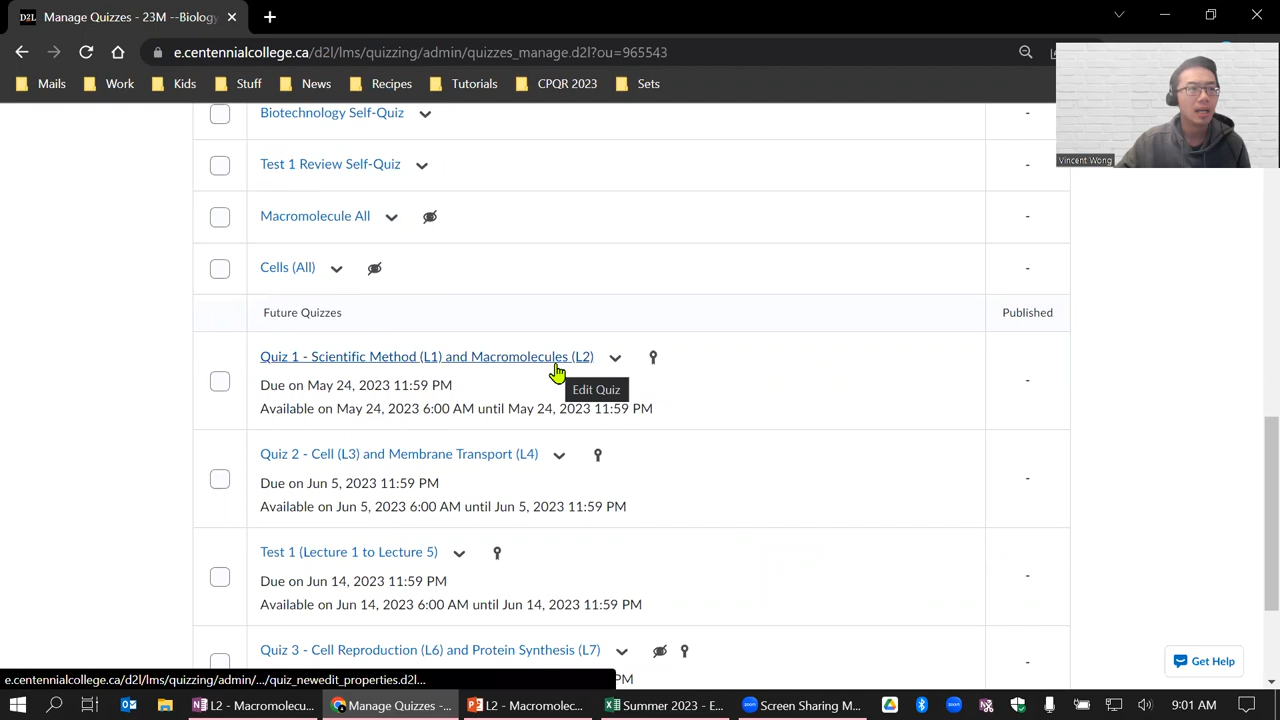 D2L Manage Quizzes - 23M --Biology
e.centennialcollege.ca/d2l/lms/quizzing/admin/quizzes_manage.d2l?ou=965543
Mails Work Kids Stuff News Tutorials Sets
Vincent Wong
Biotechnology Self-Quiz -
Test 1 Review Self-Quiz -
Macromolecule All -
Cells (All) -
Future Quizzes Published
Quiz 1 - Scientific Method (L1) and Macromolecules (L2)
Due on May 24, 2023 11:59 PM -
Edit Quiz
Available on May 24, 2023 6:00 AM until May 24, 2023 11:59 PM
Quiz 2 - Cell (L3) and Membrane Transport (L4)
Due on Jun 5, 2023 11:59 PM -
Available on Jun 5, 2023 6:00 AM until Jun 5, 2023 11:59 PM
Test 1 (Lecture 1 to Lecture 5)
Due on Jun 14, 2023 11:59 PM -
Available on Jun 14, 2023 6:00 AM until Jun 14, 2023 11:59 PM
Quiz 3 - Cell Reproduction (L6) and Protein Synthesis (L7) -
Get Help
e.centennialcollege.ca/d2l/lms/quizzing/admin/.../quiz_newedit_properties.d2l...
PM
L2 - Macromolecu... Manage Quizzes -... L2 - Macromolec... Summer 2023 - E... Screen Sharing M... 9:01 AM